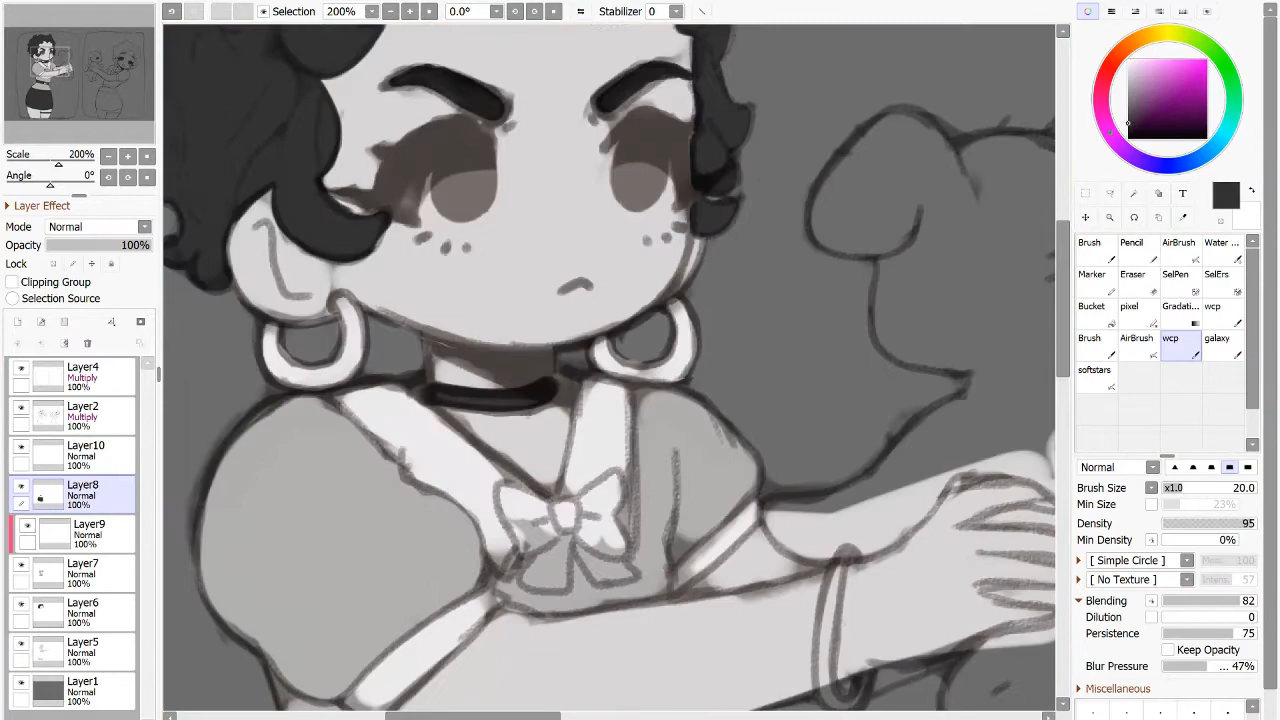 Selection 200% 0.0° Stabilizer 0
Scale 200%
Angle 0°
Layer Effect
Mode Normal
Opacity 100%
Lock
Clipping Group
Selection Source
Layer4
Multiply
100%
Layer2
Multiply
100%
Layer10
Normal
100%
Layer8
Normal
100%
Layer9
Normal
100%
Layer7
Normal
100%
Layer6
Normal
100%
Layer5
Normal
100%
Layer1
Normal
100%
T
Brush Pencil AirBrush Water ...
Marker Eraser SelPen SelErs
Bucket pixel Gradati... wcp
Brush AirBrush wcp galaxy
softstars
Normal
Brush Size x1.0 20.0
Min Size 23%
Density 95
Min Density 0%
[ Simple Circle ] 100
[ No Texture ] 57
Blending 82
Dilution 0
Persistence 75
Keep Opacity
Blur Pressure ... 47%
Miscellaneous